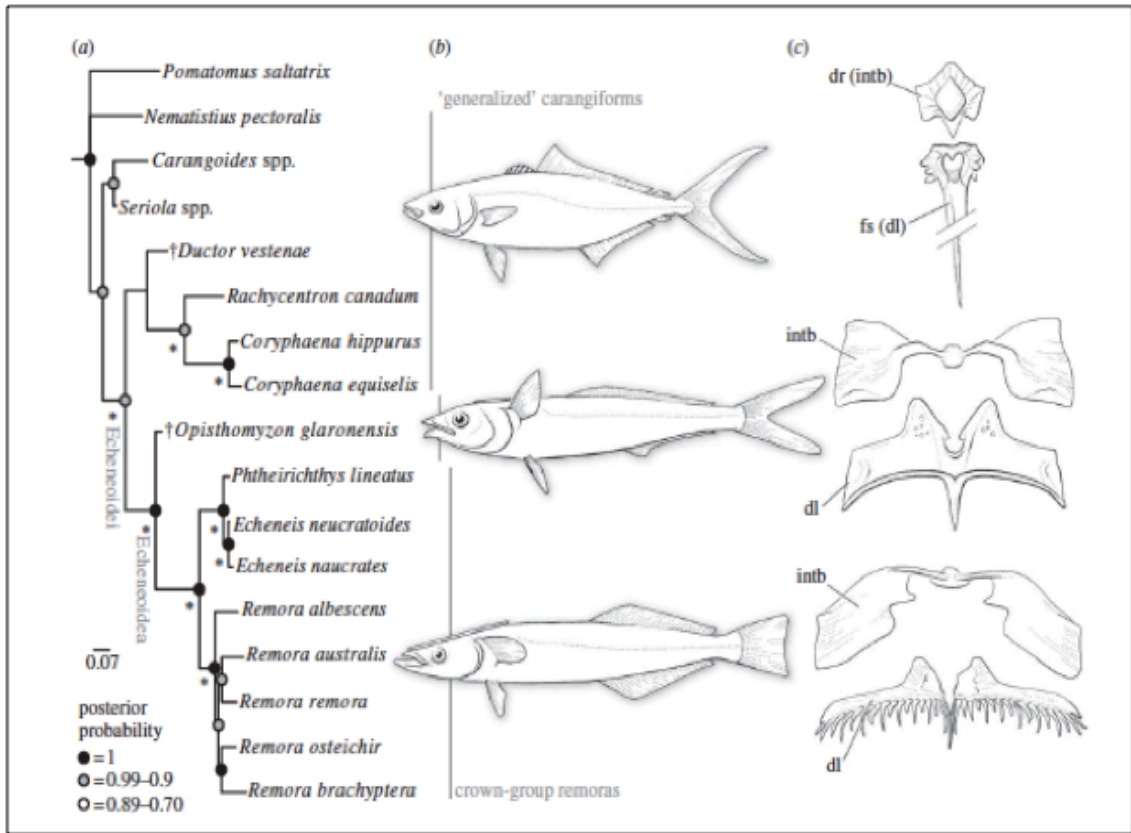 (a)
Pomatomus saltatrix
Nematistius pectoralis
Carangoides spp.
Seriola spp.
†Ductor vestenae
Rachycentron canadum
*
Coryphaena hippurus
*
Coryphaena equiselis
* Echeneoidei
†Opisthomyzon glaronensis
*Echeneoidea
Phtheirichthys lineatus
*
Echeneis neucratoides
*
Echeneis naucrates
*
Remora albescens
Remora australis
*
Remora remora
Remora osteichir
Remora brachyptera
0.07
posterior
probability
=1
=0.99–0.9
=0.89–0.70
(b)
'generalized' carangiforms
crown-group remoras
(c)
dr (intb)
fs (dl)
intb
dl
intb
dl